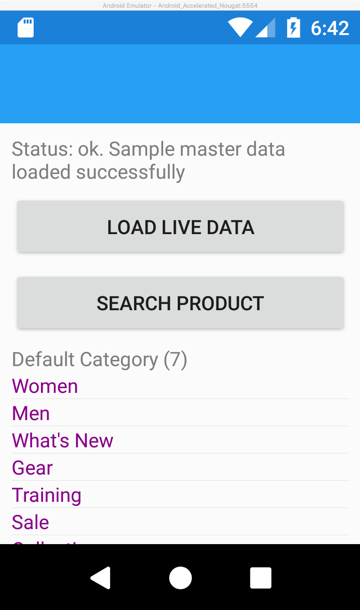 Android Emulator - Android_Accelerated_Nougat:5554
6:42
Status: ok. Sample master data
loaded successfully
LOAD LIVE DATA
SEARCH PRODUCT
Default Category (7)
Women
Men
What's New
Gear
Training
Sale